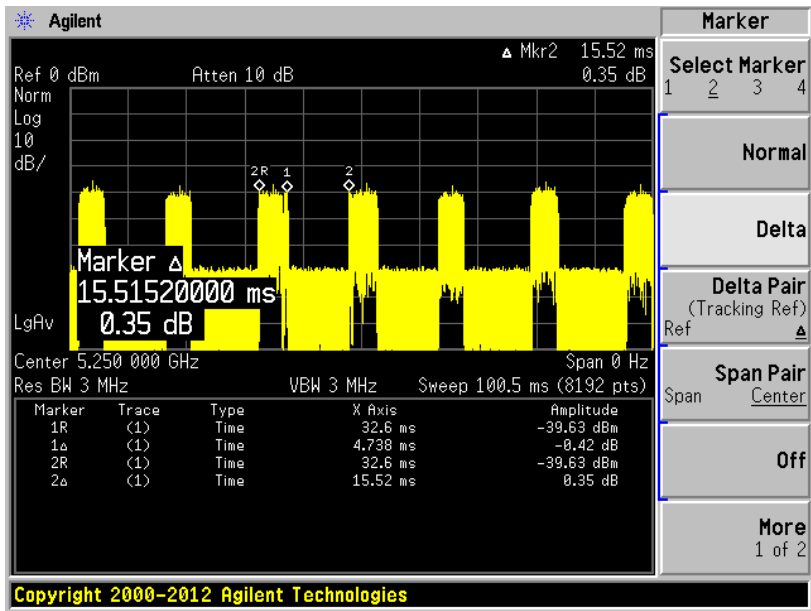 Agilent
Marker
Δ Mkr2 15.52 ms
Ref 0 dBm Atten 10 dB 0.35 dB
Norm
Log
10
dB/
2R 1 2
Marker Δ
15.51520000 ms
0.35 dB
LgAv
Center 5.250 000 GHz Span 0 Hz
Res BW 3 MHz VBW 3 MHz Sweep 100.5 ms (8192 pts)
Marker Trace Type X Axis Amplitude
1R (1) Time 32.6 ms -39.63 dBm
1Δ (1) Time 4.738 ms -0.42 dB
2R (1) Time 32.6 ms -39.63 dBm
2Δ (1) Time 15.52 ms 0.35 dB
Select Marker
1 2 3 4
Normal
Delta
Delta Pair
(Tracking Ref)
Ref Δ
Span Pair
Span Center
Off
More
1 of 2
Copyright 2000-2012 Agilent Technologies